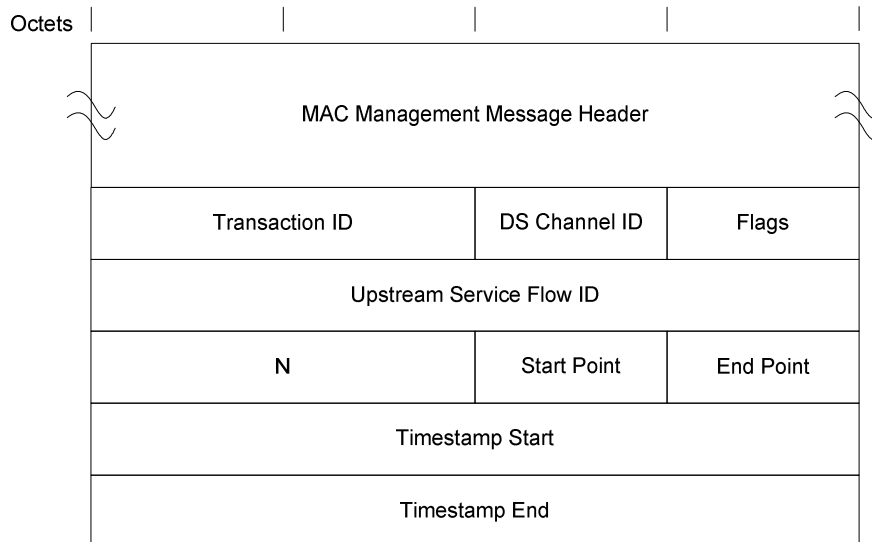 Octets
MAC Management Message Header
Transaction ID DS Channel ID Flags
Upstream Service Flow ID
N Start Point End Point
Timestamp Start
Timestamp End